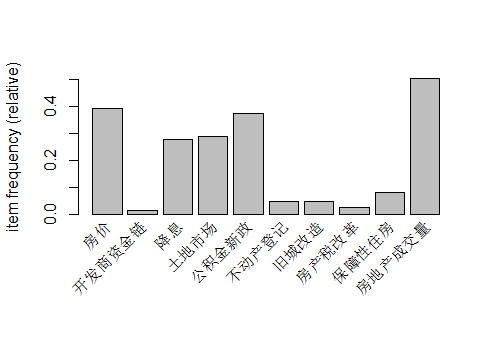 item frequency (relative)
0.4
0.2
0.0
房价
开发商资金链
降息
土地市场
公积金新政
不动产登记
旧城改造
房产税改革
保障性住房
房地产成交量